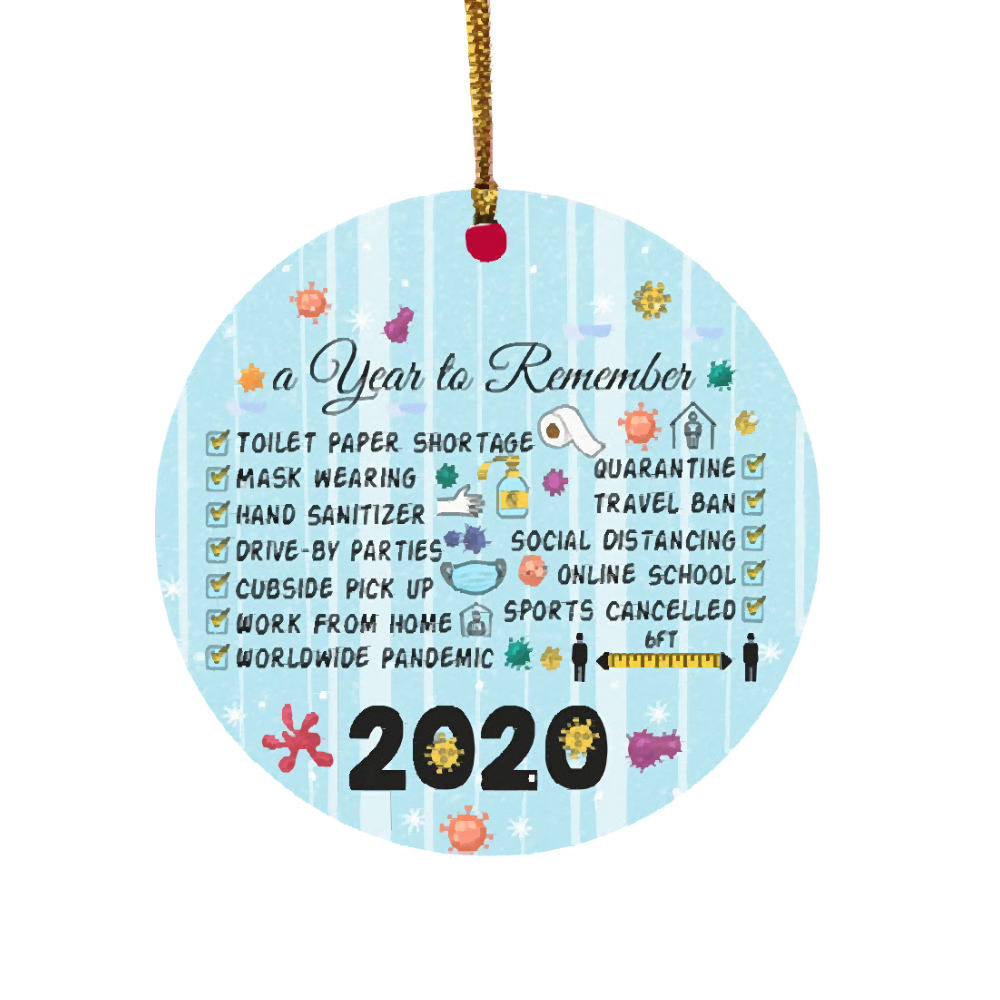 a Year to Remember
TOILET PAPER SHORTAGE
MASK WEARING
HAND SANITIZER
DRIVE-BY PARTIES
CUBSIDE PICK UP
WORK FROM HOME
WORLDWIDE PANDEMIC
QUARANTINE
TRAVEL BAN
SOCIAL DISTANCING
ONLINE SCHOOL
SPORTS CANCELLED
6FT
2020